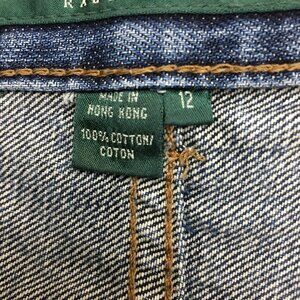 MADE IN
HONG KONG
12
100% COTTON/
COTON